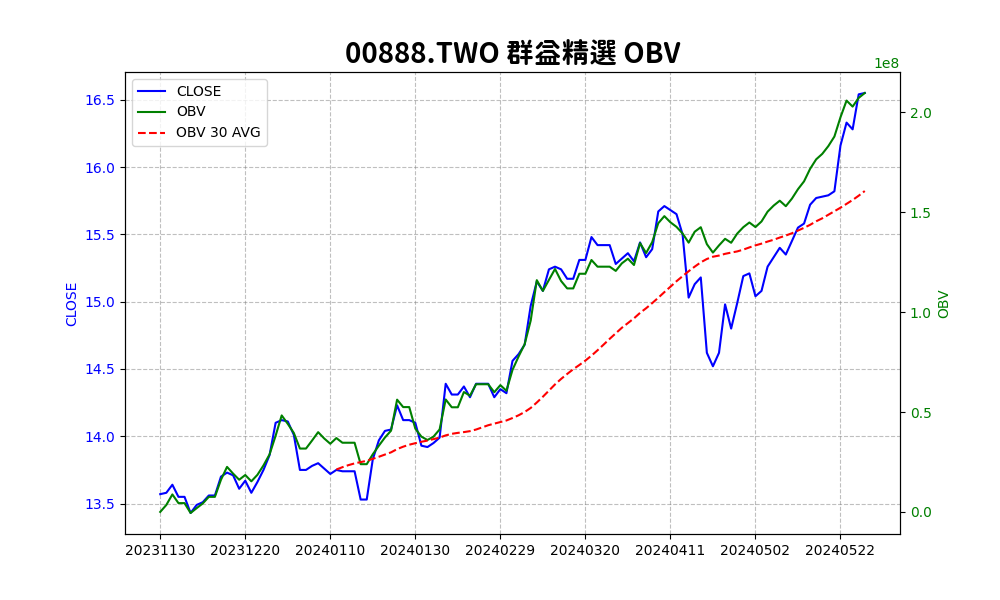 00888.TWO 群益精選 OBV
1e8
CLOSE
OBV
OBV 30 AVG
16.5
16.0
15.5
15.0
14.5
14.0
13.5
CLOSE
2.0
1.5
1.0
0.5
0.0
OBV
20231130 20231220 20240110 20240130 20240229 20240320 20240411 20240502 20240522